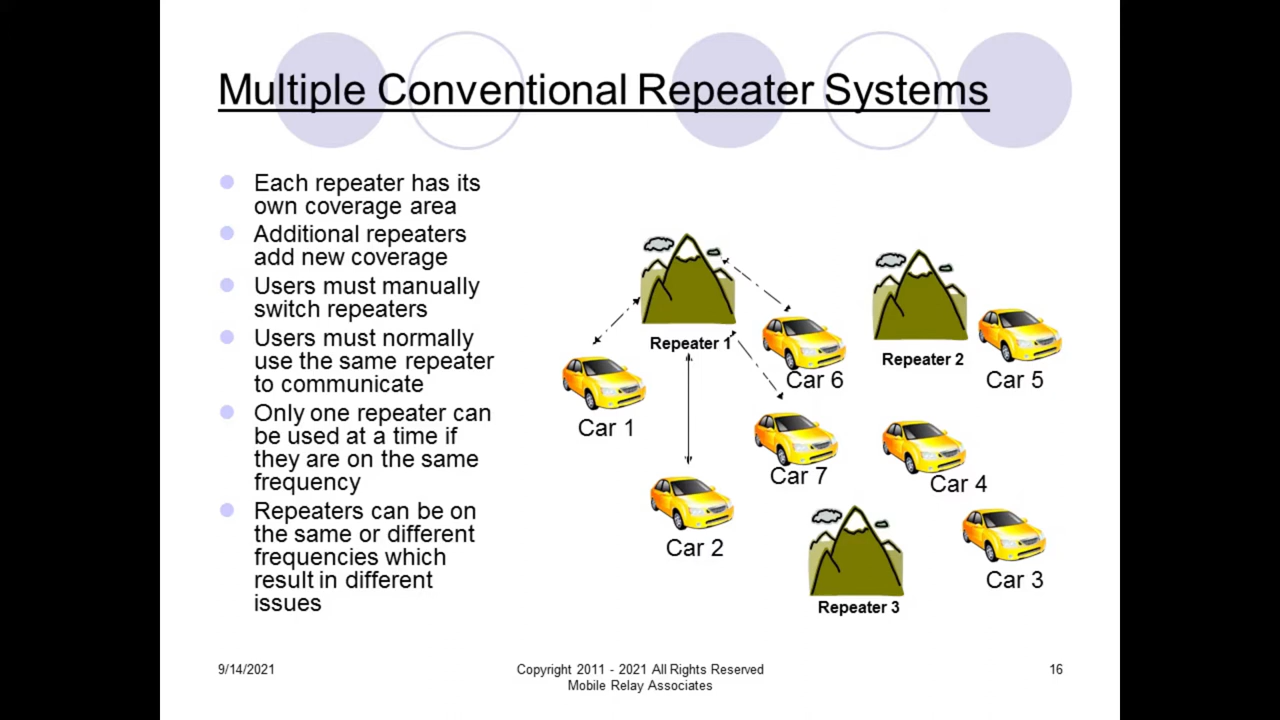 Multiple Conventional Repeater Systems
Each repeater has its
own coverage area
Additional repeaters
add new coverage
Users must manually
switch repeaters
Users must normally
use the same repeater
to communicate
Only one repeater can
be used at a time if
they are on the same
frequency
Repeaters can be on
the same or different
frequencies which
result in different
issues
Repeater 1
Repeater 2
Car 6
Car 5
Car 1
Car 7
Car 4
Car 2
Car 3
Repeater 3
9/14/2021
Copyright 2011 - 2021 All Rights Reserved
Mobile Relay Associates
16